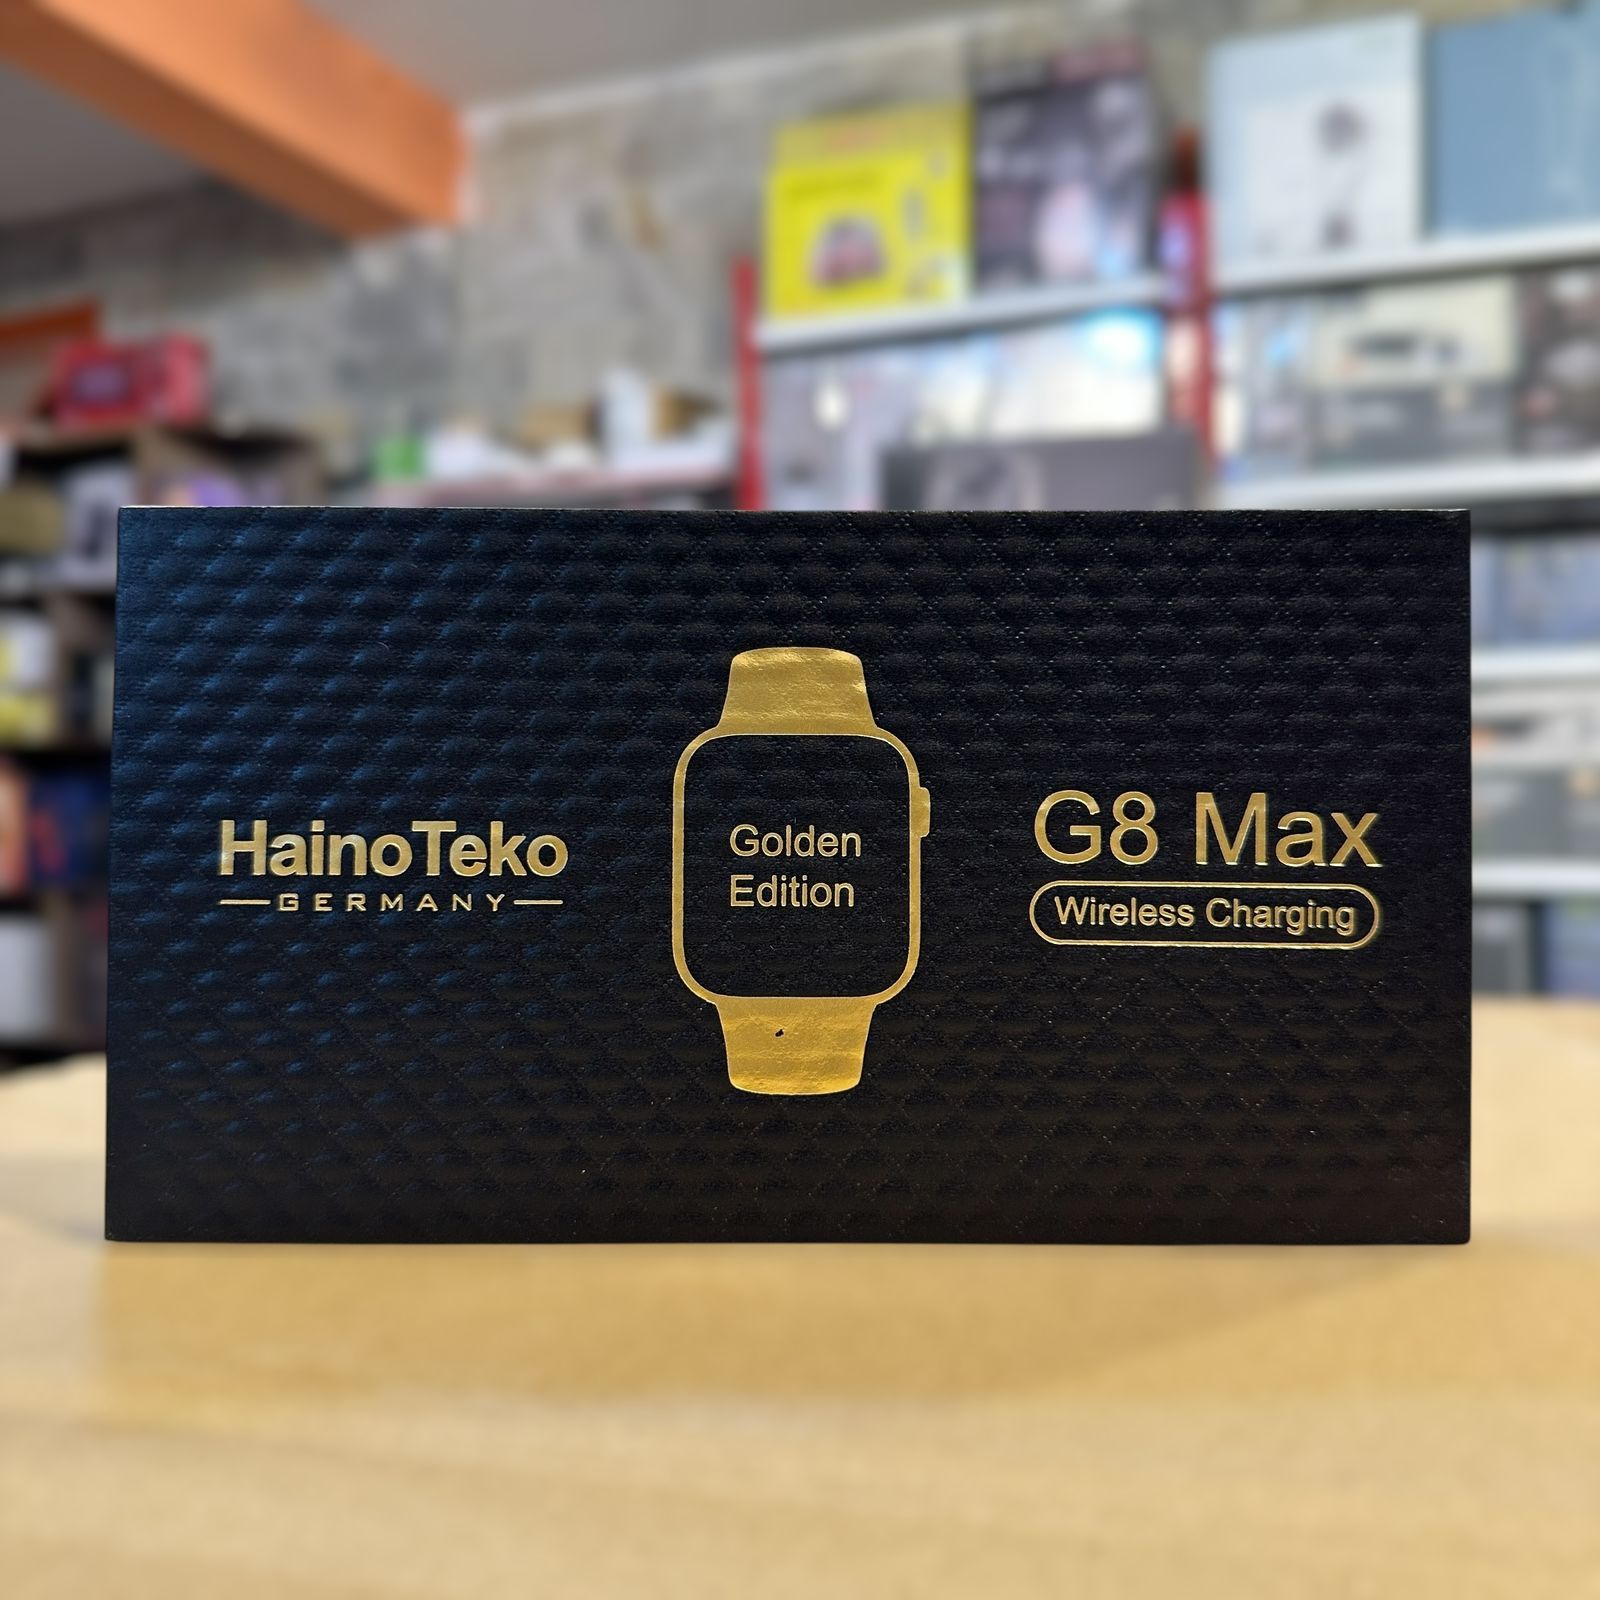 HainoTeko
GERMANY
Golden
Edition
G8 Max
Wireless Charging